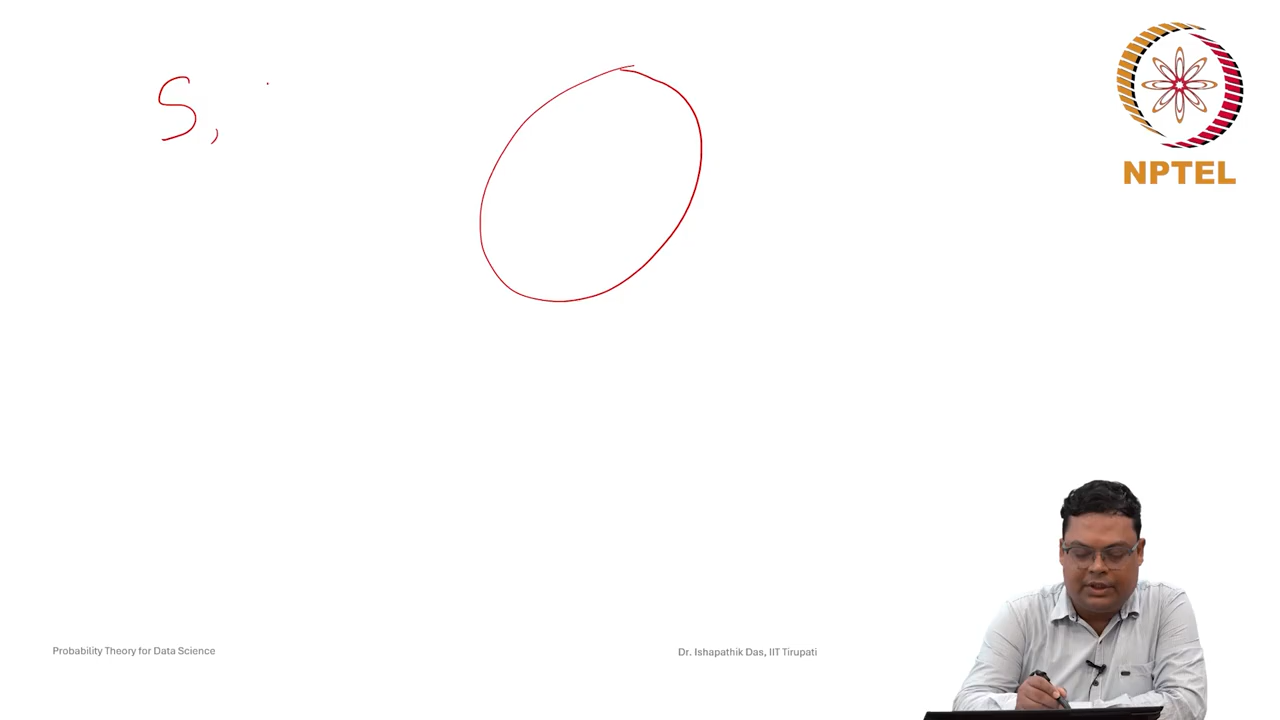 S,
NPTEL
Probability Theory for Data Science
Dr. Ishapathik Das, IIT Tirupati